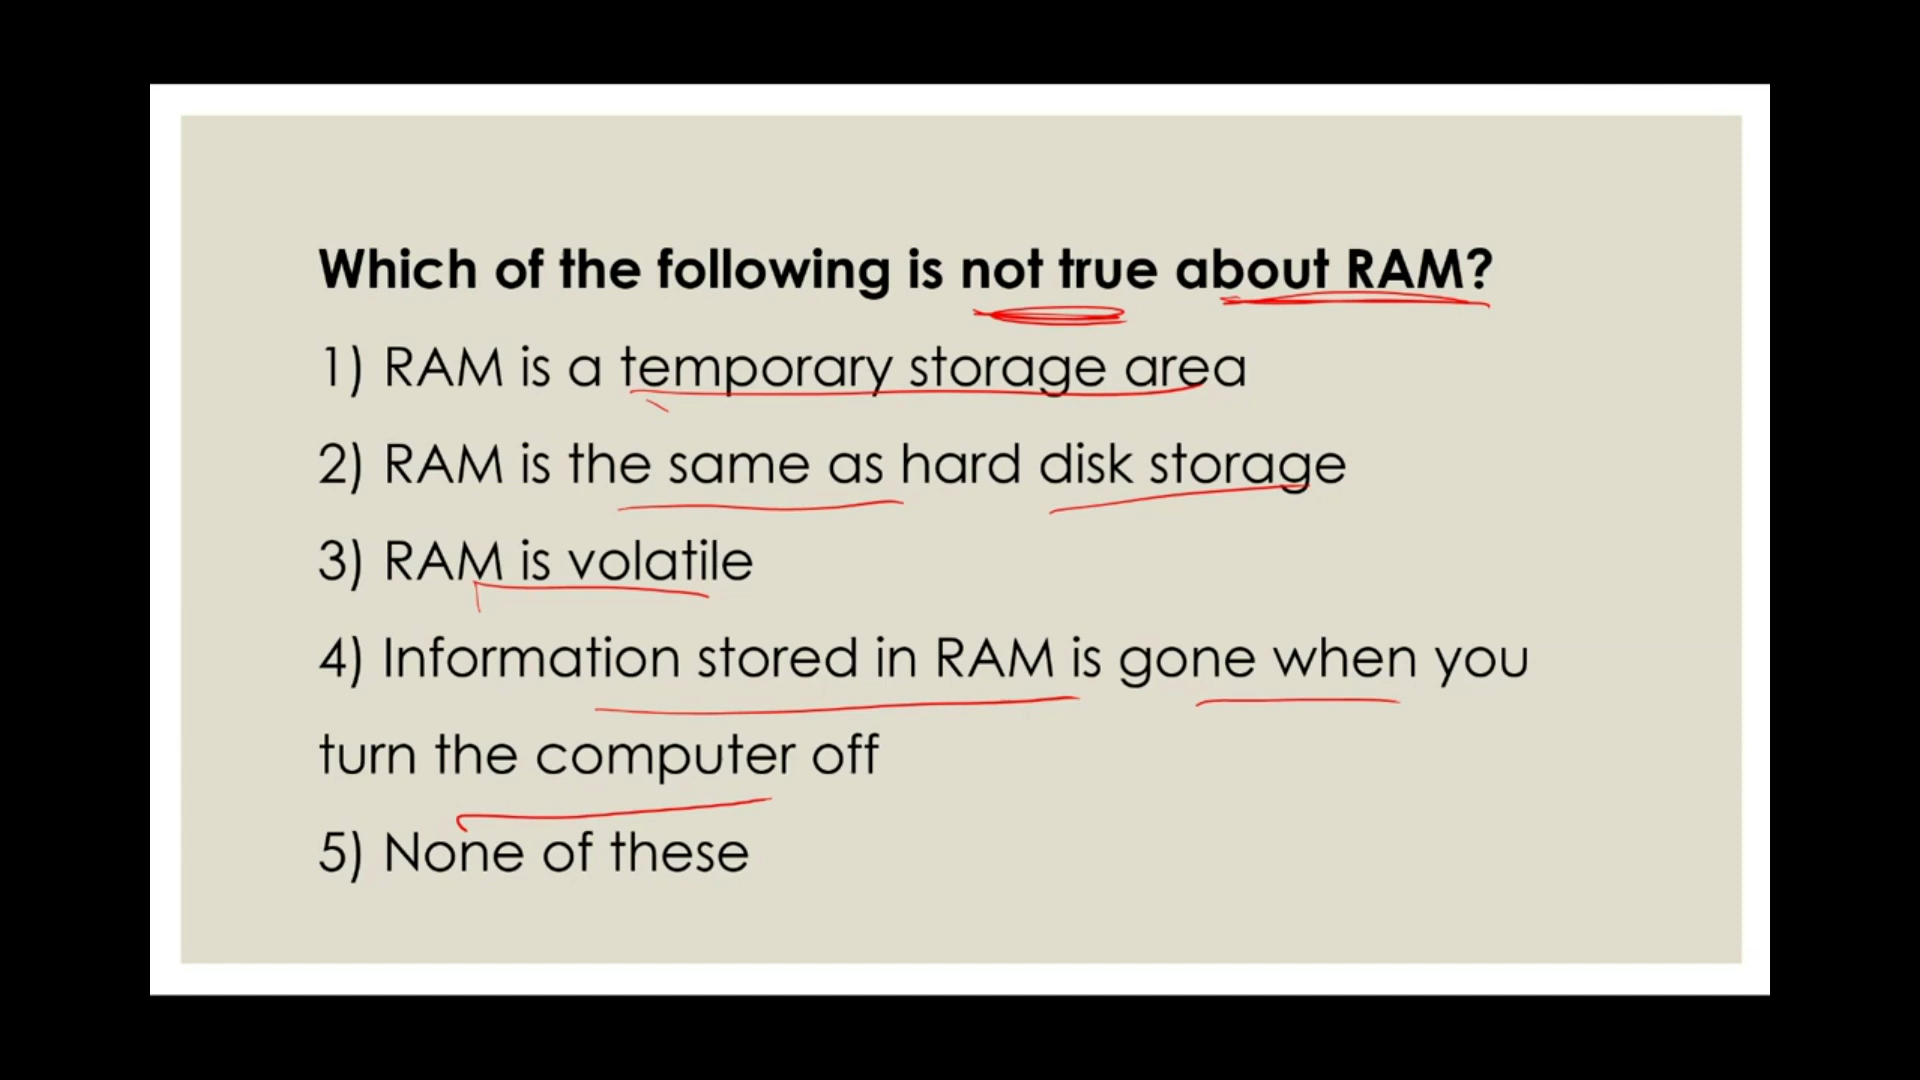 Which of the following is not true about RAM?
1) RAM is a temporary storage area
2) RAM is the same as hard disk storage
3) RAM is volatile
4) Information stored in RAM is gone when you
turn the computer off
5) None of these